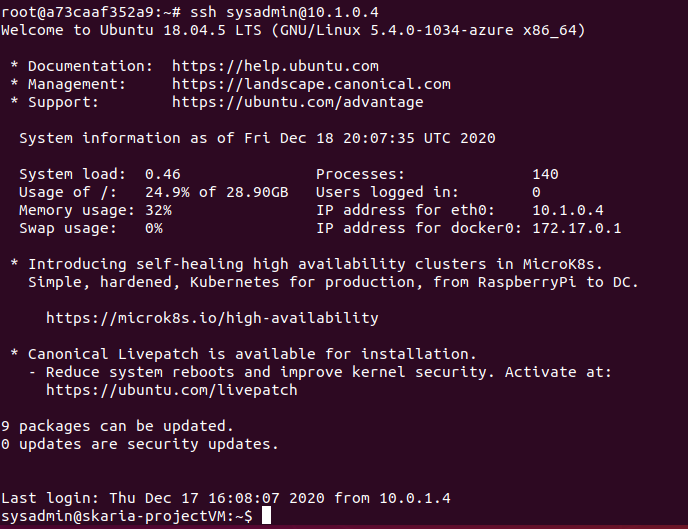 root@a73caaf352a9:~# ssh sysadmin@10.1.0.4
Welcome to Ubuntu 18.04.5 LTS (GNU/Linux 5.4.0-1034-azure x86_64)
* Documentation:  https://help.ubuntu.com
* Management:     https://landscape.canonical.com
* Support:        https://ubuntu.com/advantage
System information as of Fri Dec 18 20:07:35 UTC 2020
System load:  0.46               Processes:              140
Usage of /:   24.9% of 28.90GB   Users logged in:        0
Memory usage: 32%                IP address for eth0:    10.1.0.4
Swap usage:   0%                 IP address for docker0: 172.17.0.1
* Introducing self-healing high availability clusters in MicroK8s.
Simple, hardened, Kubernetes for production, from RaspberryPi to DC.
https://microk8s.io/high-availability
* Canonical Livepatch is available for installation.
- Reduce system reboots and improve kernel security. Activate at:
https://ubuntu.com/livepatch
9 packages can be updated.
0 updates are security updates.
Last login: Thu Dec 17 16:08:07 2020 from 10.0.1.4
sysadmin@skaria-projectVM:~$